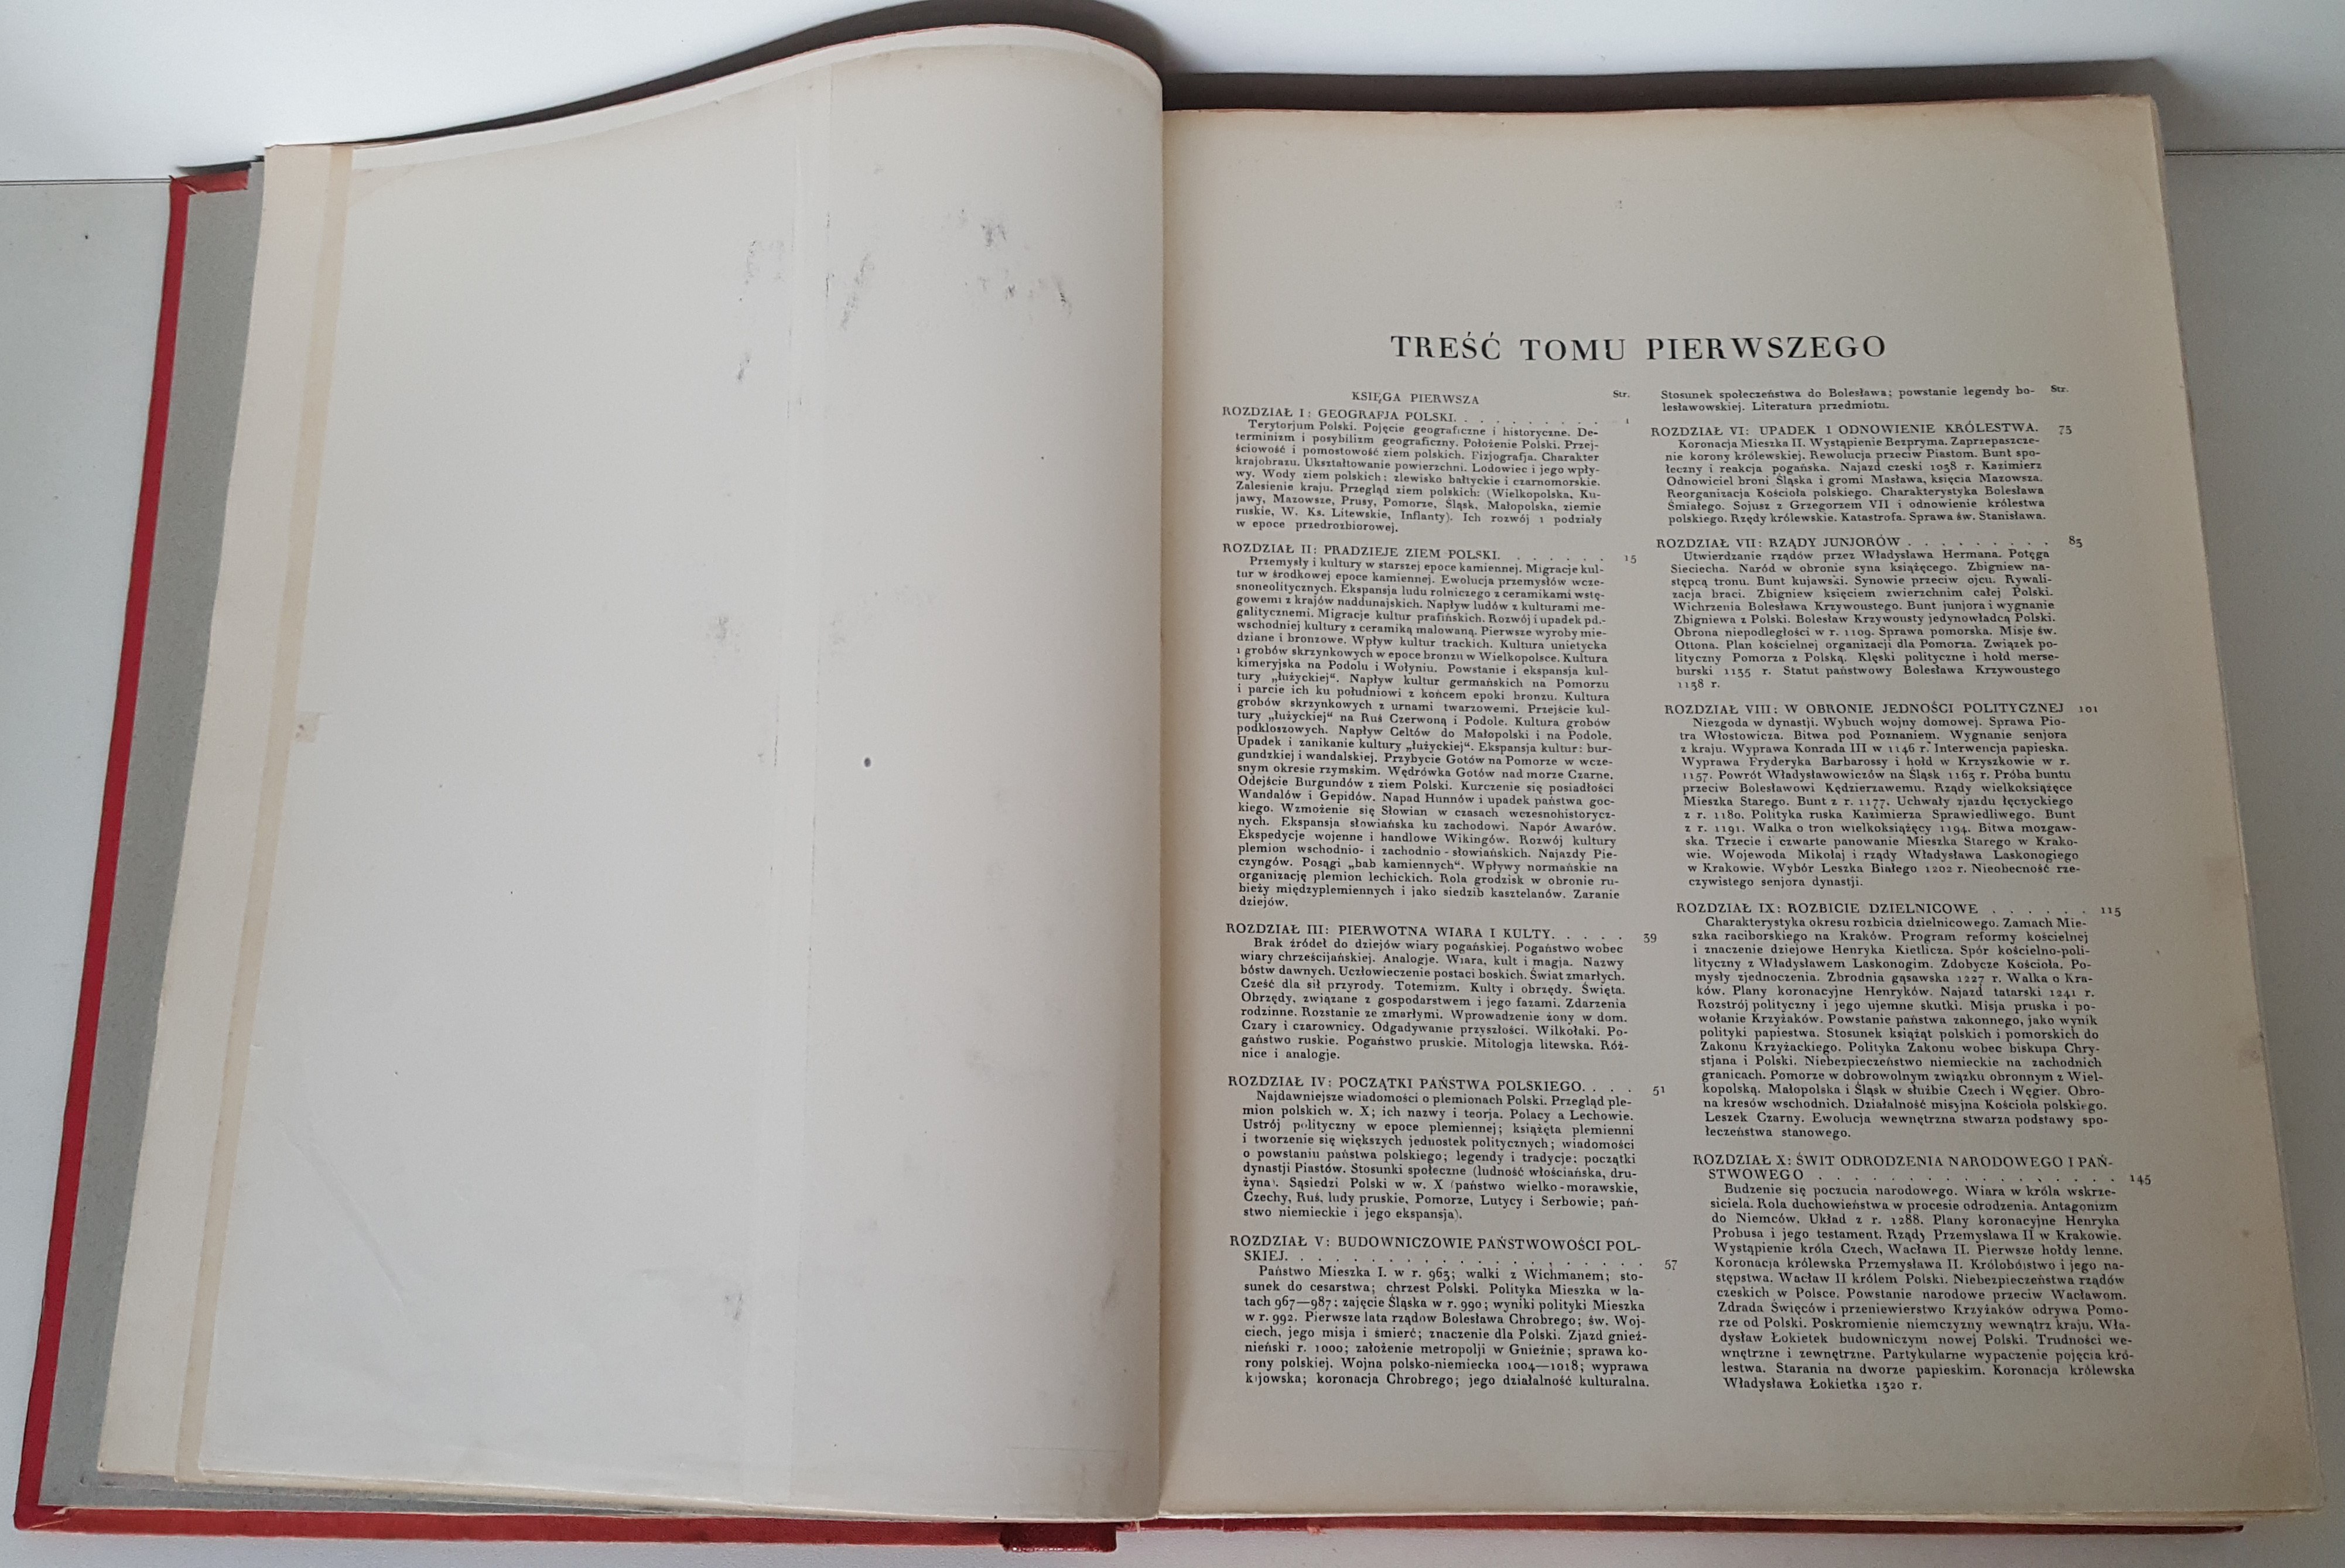 TREŚĆ TOMU PIERWSZEGO
KSIĘGA PIERWSZA Str.
ROZDZIAŁ I: GEOGRAFJA POLSKI. . . . . . . . . . 1
Terytorjum Polski. Pojęcie geograficzne i historyczne. De-
terminizm i posybilizm geograficzny. Położenie Polski. Przej-
ściowość i pomostowość ziem polskich. Fizjografja. Charakter
krajobrazu. Ukształtowanie powierzchni. Lodowiec i jego wpły-
wy. Wody ziem polskich; zlewisko bałtyckie i czarnomorskie.
Zalesienie kraju. Przegląd ziem polskich: (Wielkopolska, Ku-
jawy, Mazowsze, Prusy, Pomorze, Śląsk, Małopolska, ziemie
ruskie, W. Ks. Litewskie, Inflanty). Ich rozwój i podziały
w epoce przedrozbiorowej.
ROZDZIAŁ II: PRADZIEJE ZIEM POLSKI. . . . . . . 15
Przemysły i kultury w starszej epoce kamiennej. Migracje kul-
tur w środkowej epoce kamiennej. Ewolucja przemysłów wcze-
snoneolitycznych. Ekspansja ludu rolniczego z ceramikami wstę-
gowemi z krajów naddunajskich. Napływ ludów z kulturami me-
galitycznemi. Migracje kultur prafińskich. Rozwój i upadek pd.-
wschodniej kultury z ceramiką malowaną. Pierwsze wyroby mie-
dziane i bronzowe. Wpływ kultur trackich. Kultura unietycka
i grobów skrzynkowych w epoce bronzu w Wielkopolsce. Kultura
kimeryjska na Podolu i Wołyniu. Powstanie i ekspansja kul-
tury „łużyckiej“. Napływ kultur germańskich na Pomorzu
i parcie ich ku południowi z końcem epoki bronzu. Kultura
grobów skrzynkowych z urnami twarzowemi. Przejście kul-
tury „łużyckiej“ na Ruś Czerwoną i Podole. Kultura grobów
podkloszowych. Napływ Celtów do Małopolski i na Podole.
Upadek i zanikanie kultury „łużyckiej“. Ekspansja kultur: bur-
gundzkiej i wandalskiej. Przybycie Gotów na Pomorze w wcze-
snym okresie rzymskim. Wędrówka Gotów nad morze Czarne.
Odejście Burgundów z ziem Polski. Kurczenie się posiadłości
Wandalów i Gepidów. Napad Hunnów i upadek państwa goc-
kiego. Wzmożenie się Słowian w czasach wczesnohistorycz-
nych. Ekspansja słowiańska ku zachodowi. Napór Awarów.
Ekspedycje wojenne i handlowe Wikingów. Rozwój kultury
plemion wschodnio- i zachodnio-słowiańskich. Najazdy Pie-
czyngów. Posągi „bab kamiennych“. Wpływy normańskie na
organizację plemion lechickich. Rola grodzisk w obronie ru-
bieży międzyplemiennych i jako siedzib kasztelanów. Zaranie
dziejów.
ROZDZIAŁ III: PIERWOTNA WIARA I KULTY. . . . . 39
Brak źródeł do dziejów wiary pogańskiej. Pogaństwo wobec
wiary chrześcijańskiej. Analogje. Wiara, kult i magja. Nazwy
bóstw dawnych. Uczłowieczenie postaci boskich. Świat zmarłych.
Cześć dla sił przyrody. Totemizm. Kulty i obrzędy. Święta.
Obrzędy, związane z gospodarstwem i jego fazami. Zdarzenia
rodzinne. Rozstanie ze zmarłymi. Wprowadzenie żony w dom.
Czary i czarownicy. Odgadywanie przyszłości. Wilkołaki. Po-
gaństwo ruskie. Pogaństwo pruskie. Mitologja litewska. Róż-
nice i analogje.
ROZDZIAŁ IV: POCZĄTKI PAŃSTWA POLSKIEGO. . . . 51
Najdawniejsze wiadomości o plemionach Polski. Przegląd ple-
mion polskich w. X; ich nazwy i teorja. Polacy a Lechowie.
Ustrój polityczny w epoce plemiennej; książęta plemienni
i tworzenie się większych jednostek politycznych; wiadomości
o powstaniu państwa polskiego; legendy i tradycje; początki
dynastji Piastów. Stosunki społeczne (ludność włościańska, dru-
żyna). Sąsiedzi Polski w w. X (państwo wielko-morawskie,
Czechy, Ruś, ludy pruskie, Pomorze, Lutycy i Serbowie; pań-
stwo niemieckie i jego ekspansja).
ROZDZIAŁ V: BUDOWNICZOWIE PAŃSTWOWOŚCI POL-
SKIEJ. . . . . . . . . . . . . . . . . . . 57
Państwo Mieszka I. w r. 963; walki z Wichmanem; sto-
sunek do cesarstwa; chrzest Polski. Polityka Mieszka w la-
tach 967—987; zajęcie Śląska w r. 990; wyniki polityki Mieszka
w r. 992. Pierwsze lata rządów Bolesława Chrobrego; św. Woj-
ciech, jego misja i śmierć; znaczenie dla Polski. Zjazd gnieź-
nieński r. 1000; założenie metropolji w Gnieźnie; sprawa ko-
rony polskiej. Wojna polsko-niemiecka 1004—1018; wyprawa
kijowska; koronacja Chrobrego; jego działalność kulturalna.
Stosunek społeczeństwa do Bolesława; powstanie legendy bo- Str.
lesławowskiej. Literatura przedmiotu.
ROZDZIAŁ VI: UPADEK I ODNOWIENIE KRÓLESTWA. 75
Koronacja Mieszka II. Wystąpienie Bezpryma. Zaprzepaszcze-
nie korony królewskiej. Rewolucja przeciw Piastom. Bunt spo-
łeczny i reakcja pogańska. Najazd czeski 1038 r. Kazimierz
Odnowiciel broni Śląska i gromi Masława, księcia Mazowsza.
Reorganizacja Kościoła polskiego. Charakterystyka Bolesława
Śmiałego. Sojusz z Grzegorzem VII i odnowienie królestwa
polskiego. Rzędy królewskie. Katastrofa. Sprawa św. Stanisława.
ROZDZIAŁ VII: RZĄDY JUNJORÓW . . . . . . . . . 85
Utwierdzanie rządów przez Władysława Hermana. Potęga
Sieciecha. Naród w obronie syna książęcego. Zbigniew na-
stępcą tronu. Bunt kujawski. Synowie przeciw ojcu. Rywali-
zacja braci. Zbigniew księciem zwierzchnim całej Polski.
Wichrzenia Bolesława Krzywoustego. Bunt junjora i wygnanie
Zbigniewa z Polski. Bolesław Krzywousty jedynowładcą Polski.
Obrona niepodległości w r. 1109. Sprawa pomorska. Misje św.
Ottona. Plan kościelnej organizacji dla Pomorza. Związek po-
lityczny Pomorza z Polską. Klęski polityczne i hołd merse-
burski 1135 r. Statut państwowy Bolesława Krzywoustego
1138 r.
ROZDZIAŁ VIII: W OBRONIE JEDNOŚCI POLITYCZNEJ 101
Niezgoda w dynastji. Wybuch wojny domowej. Sprawa Pio-
tra Włostowicza. Bitwa pod Poznaniem. Wygnanie senjora
z kraju. Wyprawa Konrada III w 1146 r. Interwencja papieska.
Wyprawa Fryderyka Barbarossy i hołd w Krzyszkowie w r.
1157. Powrót Władysławowiczów na Śląsk 1163 r. Próba buntu
przeciw Bolesławowi Kędzierzawemu. Rządy wielkoksiążęce
Mieszka Starego. Bunt z r. 1177. Uchwały zjazdu łęczyckiego
z r. 1180. Polityka ruska Kazimierza Sprawiedliwego. Bunt
z r. 1191. Walka o tron wielkoksiążęcy 1194. Bitwa mozgaw-
ska. Trzecie i czwarte panowanie Mieszka Starego w Krako-
wie. Wojewoda Mikołaj i rządy Władysława Laskonogiego
w Krakowie. Wybór Leszka Białego 1202 r. Nieobecność rze-
czywistego senjora dynastji.
ROZDZIAŁ IX: ROZBICIE DZIELNICOWE . . . . . . 115
Charakterystyka okresu rozbicia dzielnicowego. Zamach Mie-
szka raciborskiego na Kraków. Program reformy kościelnej
i znaczenie dziejowe Henryka Kietlicza. Spór kościelno-poli-
lityczny z Władysławem Laskonogim. Zdobycze Kościoła. Po-
mysły zjednoczenia. Zbrodnia gąsawska 1227 r. Walka o Kra-
ków. Plany koronacyjne Henryków. Najazd tatarski 1241 r.
Rozstrój polityczny i jego ujemne skutki. Misja pruska i po-
wołanie Krzyżaków. Powstanie państwa zakonnego, jako wynik
polityki papiestwa. Stosunek książąt polskich i pomorskich do
Zakonu Krzyżackiego. Polityka Zakonu wobec biskupa Chry-
stjana i Polski. Niebezpieczeństwo niemieckie na zachodnich
granicach. Pomorze w dobrowolnym związku obronnym z Wiel-
kopolską. Małopolska i Śląsk w służbie Czech i Węgier. Obro-
na kresów wschodnich. Działalność misyjna Kościoła polskiego.
Leszek Czarny. Ewolucja wewnętrzna stwarza podstawy spo-
łeczeństwa stanowego.
ROZDZIAŁ X: ŚWIT ODRODZENIA NARODOWEGO I PAŃ-
STWOWEGO . . . . . . . . . . . . . . . . . 145
Budzenie się poczucia narodowego. Wiara w króla wskrze-
siciela. Rola duchowieństwa w procesie odrodzenia. Antagonizm
do Niemców. Układ z r. 1288. Plany koronacyjne Henryka
Probusa i jego testament. Rządy Przemysława II w Krakowie.
Wystąpienie króla Czech, Wacława II. Pierwsze hołdy lenne.
Koronacja królewska Przemysława II. Królobójstwo i jego na-
stępstwa. Wacław II królem Polski. Niebezpieczeństwa rządów
czeskich w Polsce. Powstanie narodowe przeciw Wacławom.
Zdrada Święców i przeniewierstwo Krzyżaków odrywa Pomo-
rze od Polski. Poskromienie niemczyzny wewnątrz kraju. Wła-
dysław Łokietek budowniczym nowej Polski. Trudności we-
wnętrzne i zewnętrzne. Partykularne wypaczenie pojęcia kró-
lestwa. Starania na dworze papieskim. Koronacja królewska
Władysława Łokietka 1320 r.